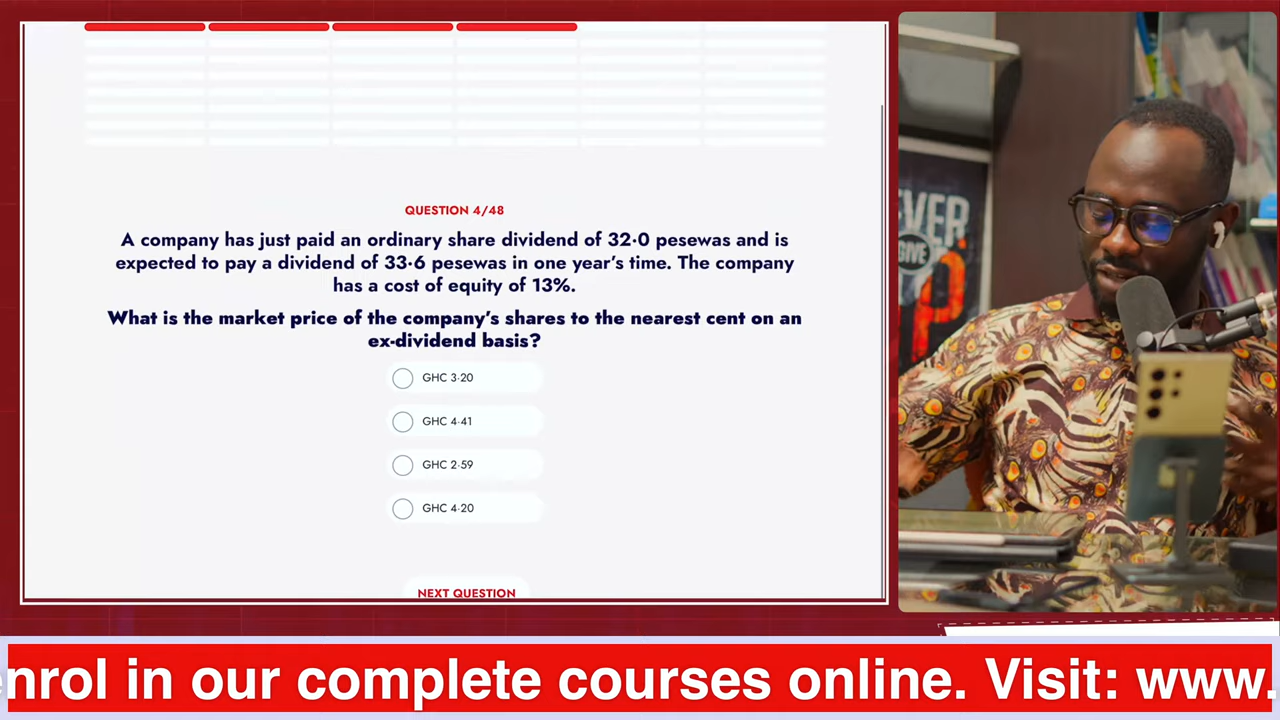 QUESTION 4/48
A company has just paid an ordinary share dividend of 32·0 pesewas and is
expected to pay a dividend of 33·6 pesewas in one year's time. The company
has a cost of equity of 13%.
What is the market price of the company's shares to the nearest cent on an
ex-dividend basis?
GHC 3·20
GHC 4·41
GHC 2·59
GHC 4·20
NEXT QUESTION
EVER
GIVE
P
nrol in our complete courses online. Visit: www.